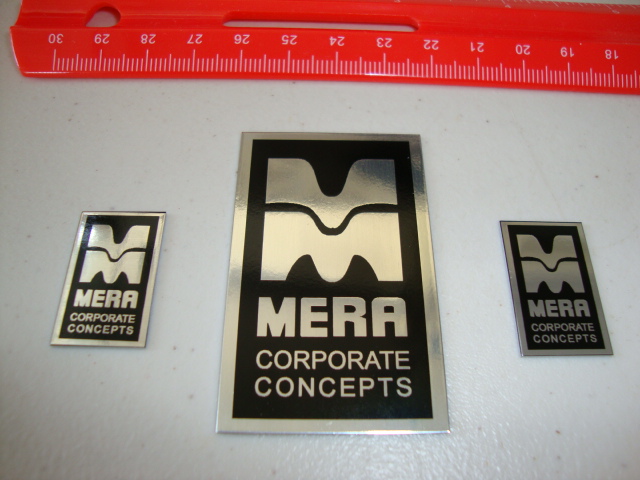 30 29 28 27 26 25 24 23 22 21 20 19 18
MERA
CORPORATE
CONCEPTS
MERA
CORPORATE
CONCEPTS
MERA
CORPORATE
CONCEPTS